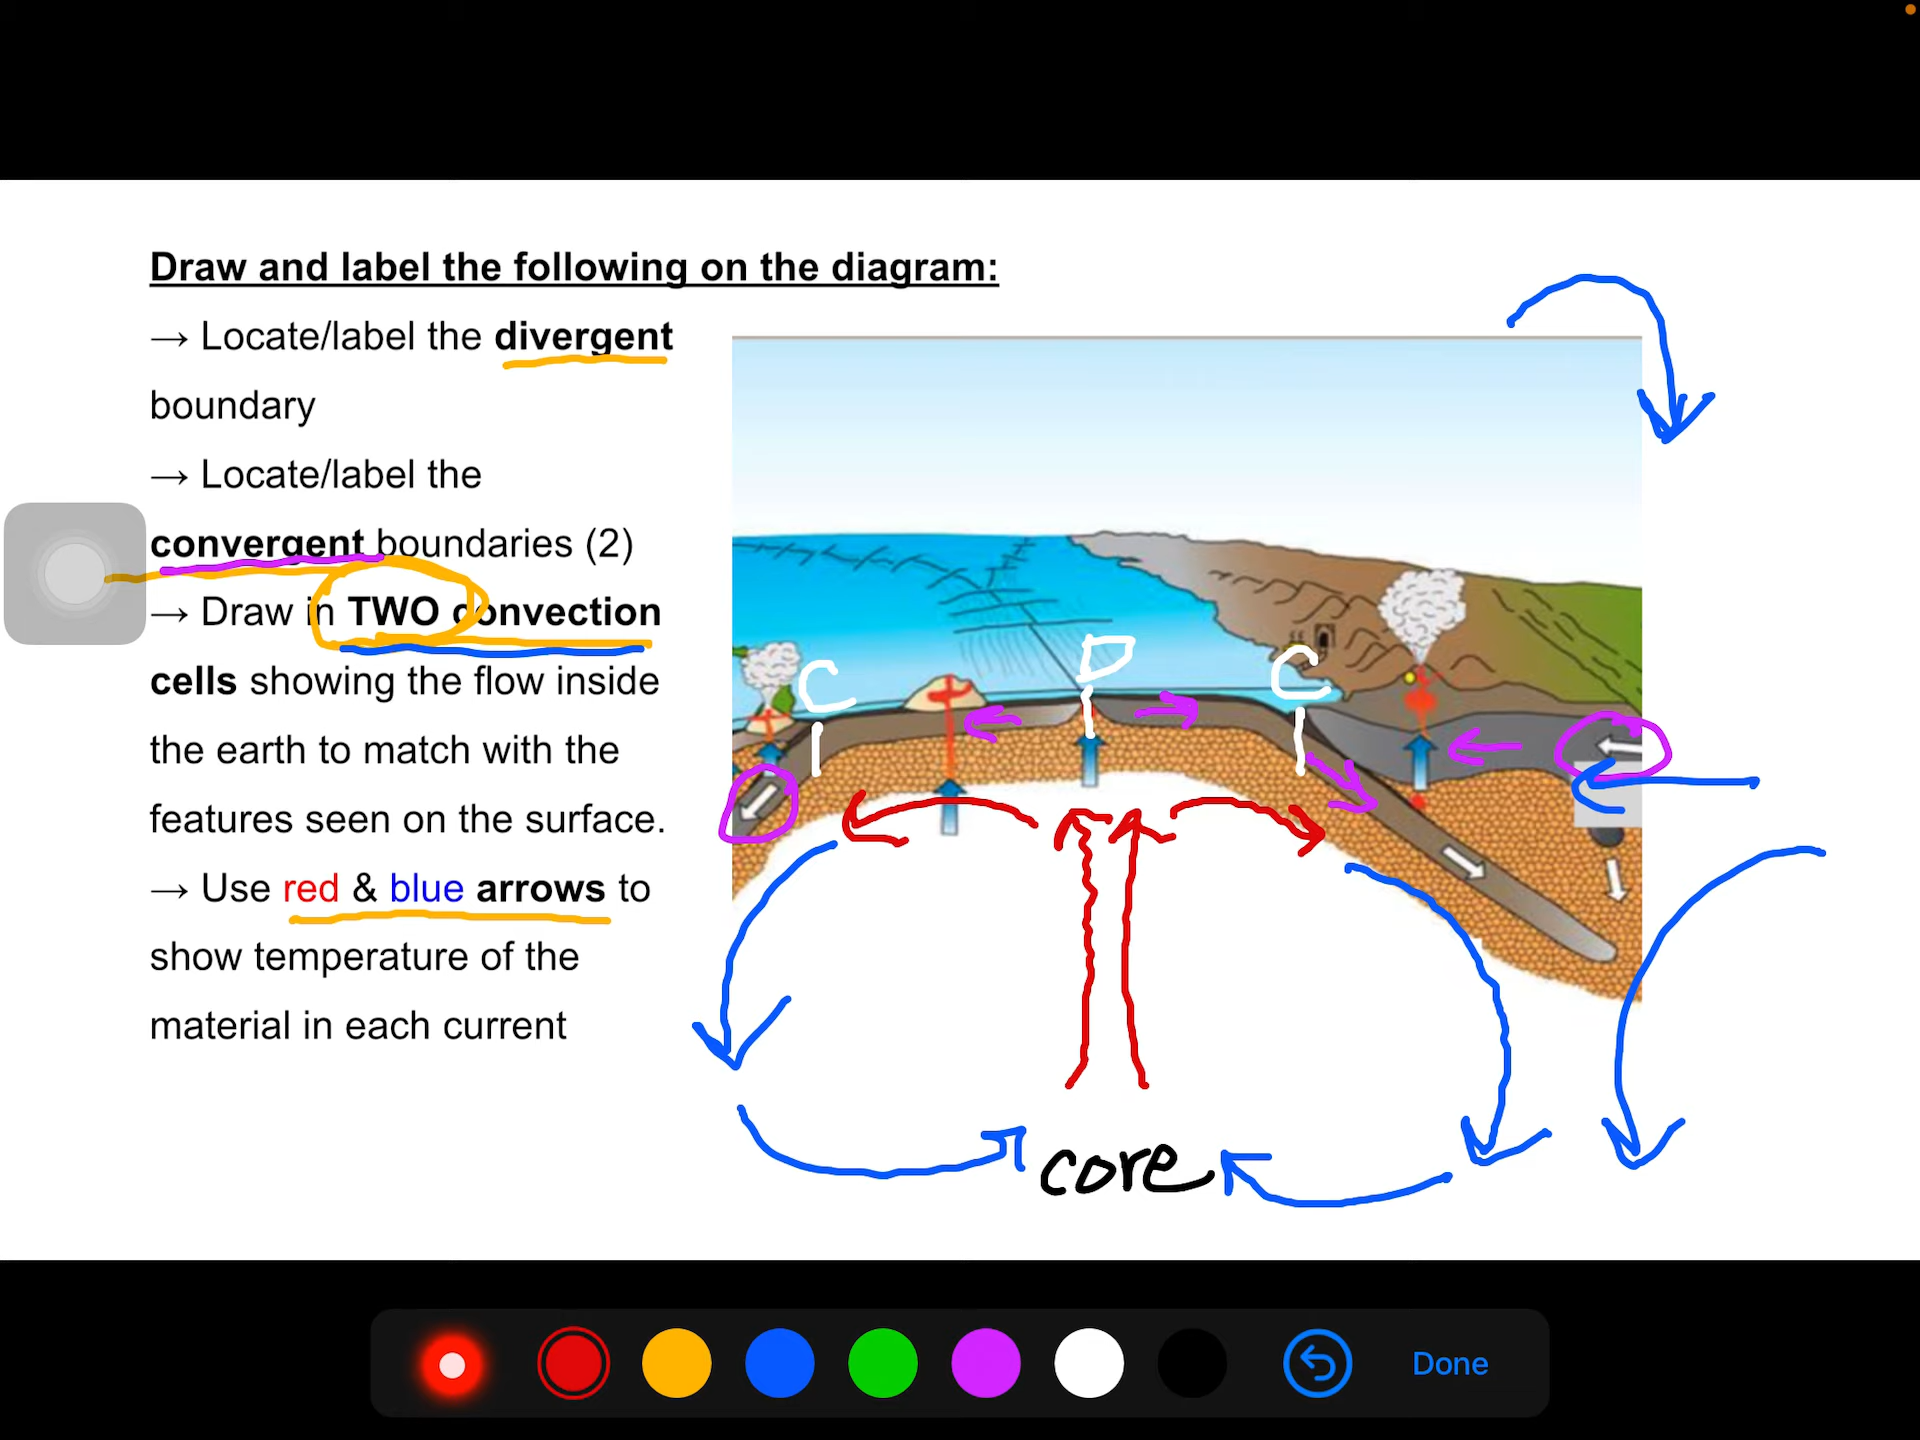 Draw and label the following on the diagram:
→ Locate/label the divergent
boundary
→ Locate/label the
convergent boundaries (2)
→ Draw in TWO convection
cells showing the flow inside
the earth to match with the
features seen on the surface.
→ Use red & blue arrows to
show temperature of the
material in each current
C
D
C
core
Done